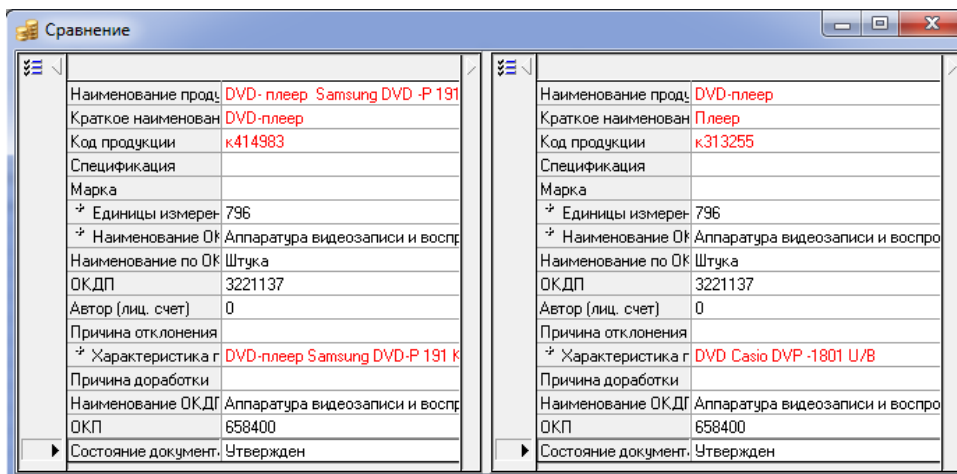 Сравнение
Наименование проду DVD- плеер Samsung DVD -P 191
Краткое наименован DVD-плеер
Код продукции к414983
Спецификация
Марка
Единицы измерен 796
Наименование ОК Аппаратура видеозаписи и воспр
Наименование по ОК Штука
ОКДП 3221137
Автор (лиц. счет) 0
Причина отклонения
Характеристика г DVD-плеер Samsung DVD-P 191 К
Причина доработки
Наименование ОКДП Аппаратура видеозаписи и воспр
ОКП 658400
Состояние документ. Утвержден
Наименование проду DVD-плеер
Краткое наименован Плеер
Код продукции к313255
Спецификация
Марка
Единицы измерен 796
Наименование ОК Аппаратура видеозаписи и воспро
Наименование по ОК Штука
ОКДП 3221137
Автор (лиц. счет) 0
Причина отклонения
Характеристика г DVD Casio DVP -1801 U/B
Причина доработки
Наименование ОКДП Аппаратура видеозаписи и воспро
ОКП 658400
Состояние документ. Утвержден